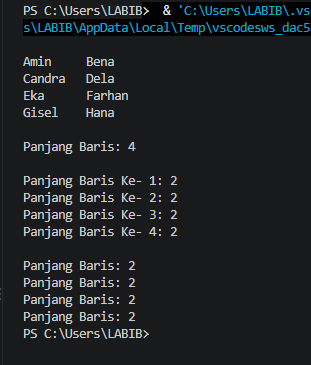 PS C:\Users\LABIB>  & 'C:\Users\LABIB\.vs
s\LABIB\AppData\Local\Temp\vscodesws_dac5
Amin    Bena
Candra  Dela
Eka     Farhan
Gisel   Hana
Panjang Baris: 4
Panjang Baris Ke- 1: 2
Panjang Baris Ke- 2: 2
Panjang Baris Ke- 3: 2
Panjang Baris Ke- 4: 2
Panjang Baris: 2
Panjang Baris: 2
Panjang Baris: 2
Panjang Baris: 2
PS C:\Users\LABIB>